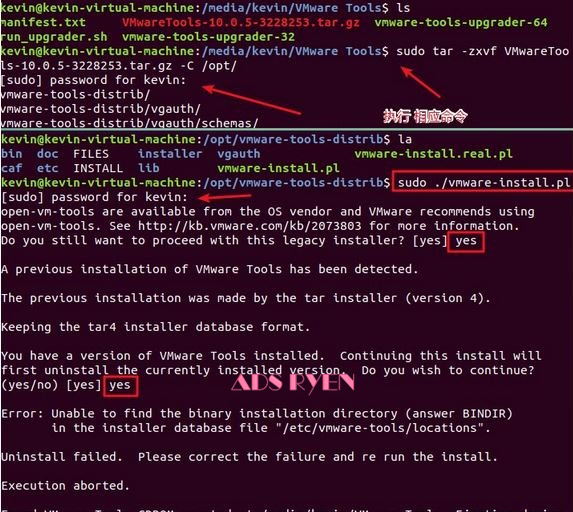 kevin@kevin-virtual-machine:/media/kevin/VMware Tools$ ls
manifest.txt VMwareTools-10.0.5-3228253.tar.gz vmware-tools-upgrader-64
run_upgrader.sh vmware-tools-upgrader-32
kevin@kevin-virtual-machine:/media/kevin/VMware Tools$ sudo tar -zxvf VMwareToo
ls-10.0.5-3228253.tar.gz -C /opt/
[sudo] password for kevin:
vmware-tools-distrib/
vmware-tools-distrib/vgauth/
执行 相应命令
vmware-tools-distrib/vgauth/schemas/
kevin@kevin-virtual-machine:/opt/vmware-tools-distrib$ la
bin doc FILES installer vgauth vmware-install.real.pl
caf etc INSTALL lib vmware-install.pl
kevin@kevin-virtual-machine:/opt/vmware-tools-distrib$ sudo ./vmware-install.pl
[sudo] password for kevin:
open-vm-tools are available from the OS vendor and VMware recommends using
open-vm-tools. See http://kb.vmware.com/kb/2073803 for more information.
Do you still want to proceed with this legacy installer? [yes] yes
A previous installation of VMware Tools has been detected.
The previous installation was made by the tar installer (version 4).
Keeping the tar4 installer database format.
You have a version of VMware Tools installed.  Continuing this install will
first uninstall the currently installed version.  Do you wish to continue?
(yes/no) [yes] yes
ADS RYEN
Error: Unable to find the binary installation directory (answer BINDIR)
in the installer database file "/etc/vmware-tools/locations".
Uninstall failed.  Please correct the failure and re run the install.
Execution aborted.